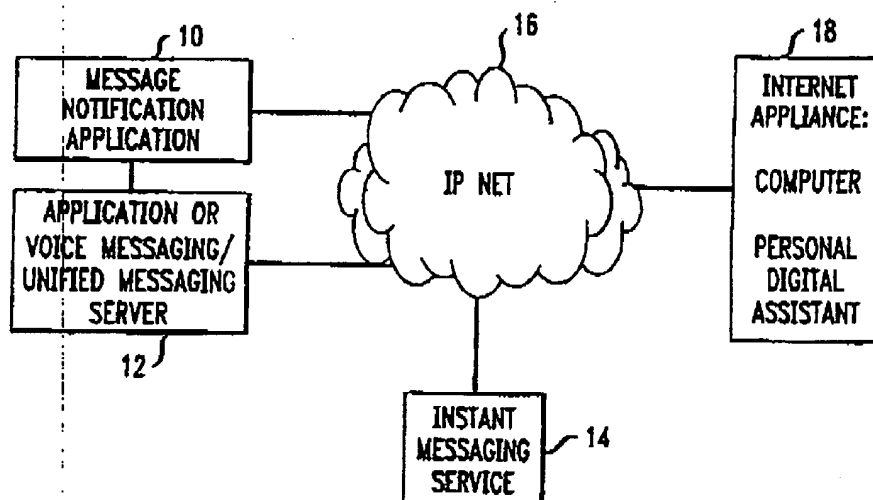 10
MESSAGE
NOTIFICATION
APPLICATION
APPLICATION OR
VOICE MESSAGING/
UNIFIED MESSAGING
SERVER
12
16
IP NET
INSTANT
MESSAGING
SERVICE
14
18
INTERNET
APPLIANCE:
COMPUTER
PERSONAL
DIGITAL
ASSISTANT